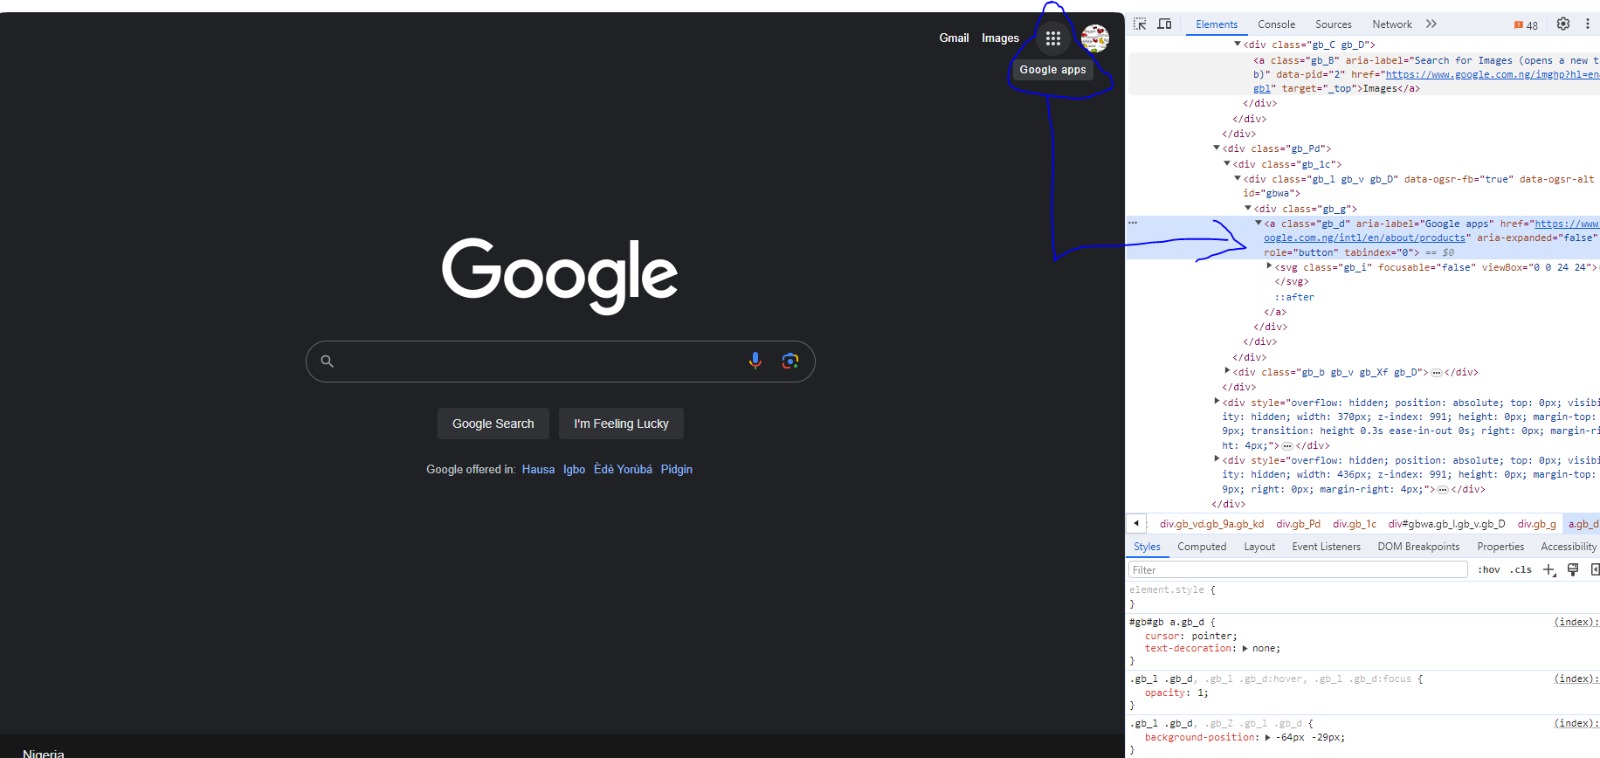 Gmail Images
Google apps
Google
Google Search I'm Feeling Lucky
Google offered in: Hausa Igbo Èdè Yorùbá Pidgin
Nigeria
Elements Console Sources Network 48
<div class="gb_C gb_D">
<a class="gb_B" aria-label="Search for Images (opens a new t
b)" data-pid="2" href="https://www.google.com.ng/imghp?hl=en
gbl" target="_top">Images</a>
</div>
</div>
</div>
<div class="gb_Pd">
<div class="gb_1c">
<div class="gb_l gb_v gb_D" data-ogsr-fb="true" data-ogsr-alt
id="gbwa">
<div class="gb_g">
<a class="gb_d" aria-label="Google apps" href="https://www.
oogle.com.ng/intl/en/about/products" aria-expanded="false"
role="button" tabindex="0"> == $0
<svg class="gb_i" focusable="false" viewBox="0 0 24 24">
</svg>
::after
</a>
</div>
</div>
</div>
<div class="gb_b gb_v gb_Xf gb_D">…</div>
</div>
<div style="overflow: hidden; position: absolute; top: 0px; visibi
ity: hidden; width: 370px; z-index: 991; height: 0px; margin-top:
9px; transition: height 0.3s ease-in-out 0s; right: 0px; margin-ri
ht: 4px;">…</div>
<div style="overflow: hidden; position: absolute; top: 0px; visibi
ity: hidden; width: 436px; z-index: 991; height: 0px; margin-top:
9px; right: 0px; margin-right: 4px;">…</div>
</div>
div.gb_vd.gb_9a.gb_kd div.gb_Pd div.gb_1c div#gbwa.gb_l.gb_v.gb_D div.gb_g a.gb_d
Styles Computed Layout Event Listeners DOM Breakpoints Properties Accessibility
Filter :hov .cls
element.style {
}
#gb#gb a.gb_d { (index):
cursor: pointer;
text-decoration: none;
}
.gb_l .gb_d, .gb_l .gb_d:hover, .gb_l .gb_d:focus { (index):
opacity: 1;
}
.gb_l .gb_d, .gb_Z .gb_l .gb_d { (index):
background-position: -64px -29px;
}